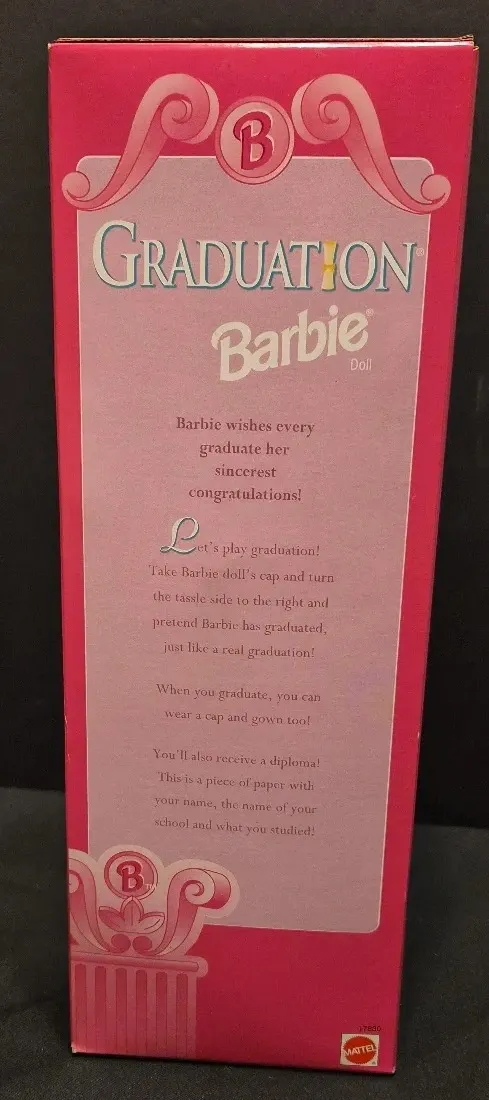 B
GRADUATION®
Barbie®
Doll
Barbie wishes every
graduate her
sincerest
congratulations!
Let's play graduation!
Take Barbie doll's cap and turn
the tassle side to the right and
pretend Barbie has graduated,
just like a real graduation!
When you graduate, you can
wear a cap and gown too!
You'll also receive a diploma!
This is a piece of paper with
your name, the name of your
school and what you studied!
B™
MATTEL